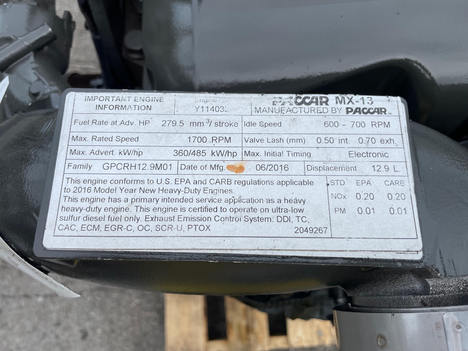 IMPORTANT ENGINE INFORMATION
Y11403
PACCAR MX-13
MANUFACTURED BY PACCAR
Fuel Rate at Adv. HP 279.5 mm³/stroke Idle Speed 600 - 700 RPM
Max. Rated Speed 1700 RPM Valve Lash (mm) 0.50 int. 0.70 exh.
Max. Advert. kW/hp 360/485 kW/hp Max. Initial Timing Electronic
Family GPCRH12.9M01 Date of Mfg. 06/2016 Displacement 12.9 L
This engine conforms to U.S. EPA and CARB regulations applicable
to 2016 Model Year New Heavy-Duty Engines.
This engine has a primary intended service application as a heavy
heavy-duty engine. This engine is certified to operate on ultra-low
sulfur diesel fuel only. Exhaust Emission Control System: DDI, TC,
CAC, ECM, EGR-C, OC, SCR-U, PTOX
2049267
STD EPA CARB
NOx 0.20 0.20
PM 0.01 0.01